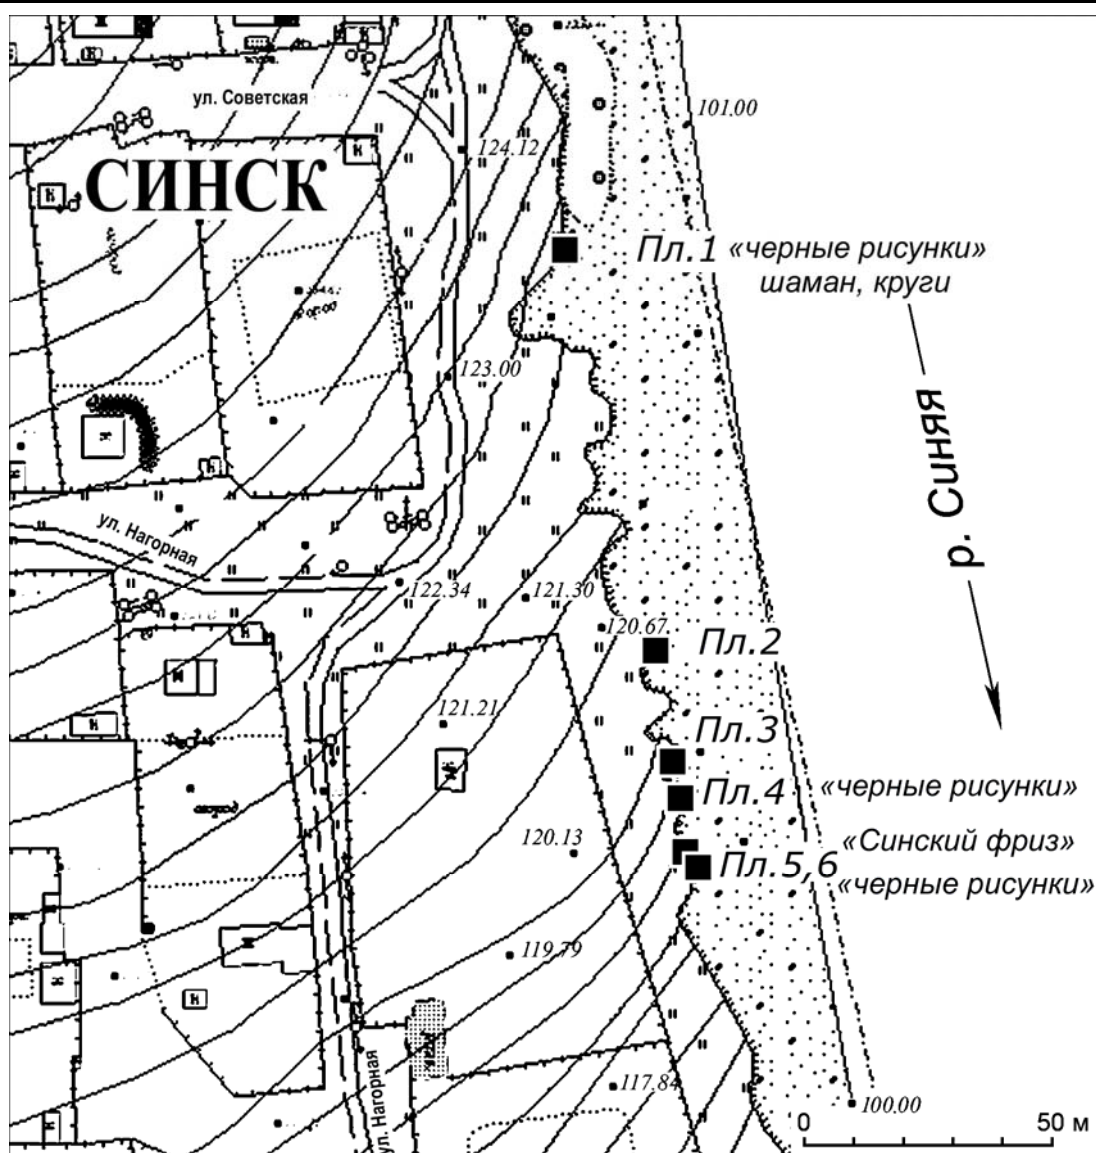 ул. Советская
101.00
124.12
СИНСК
Пл.1 «черные рисунки»
шаман, круги
123.00
р. Синяя
ул. Нагорная
122.34
121.30
120.67
Пл.2
121.21
Пл.3
Пл.4 «черные рисунки»
120.13
«Синский фриз»
Пл.5,6 «черные рисунки»
119.79
ул. Нагорная
117.84
100.00
0 50 м